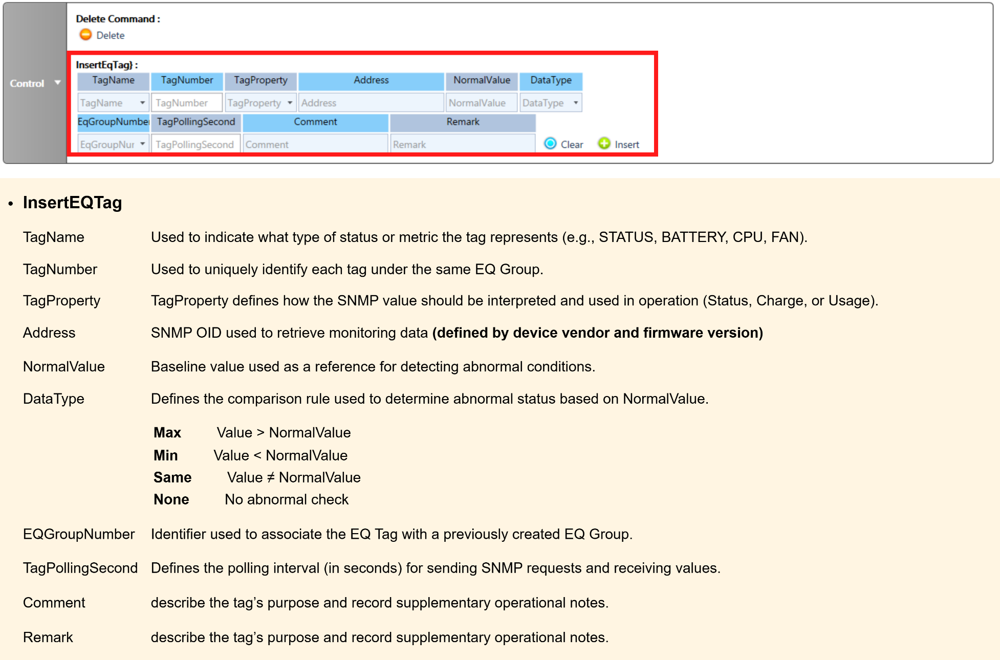 Delete Command :
Delete
Control
InsertEqTag} :
TagName TagNumber TagProperty Address NormalValue DataType
TagName TagNumber TagProperty Address NormalValue DataType
EqGroupNumber TagPollingSecond Comment Remark
EqGroupNur TagPollingSecond Comment Remark Clear Insert
• InsertEQTag
TagName Used to indicate what type of status or metric the tag represents (e.g., STATUS, BATTERY, CPU, FAN).
TagNumber Used to uniquely identify each tag under the same EQ Group.
TagProperty TagProperty defines how the SNMP value should be interpreted and used in operation (Status, Charge, or Usage).
Address SNMP OID used to retrieve monitoring data (defined by device vendor and firmware version)
NormalValue Baseline value used as a reference for detecting abnormal conditions.
DataType Defines the comparison rule used to determine abnormal status based on NormalValue.
Max Value > NormalValue
Min Value < NormalValue
Same Value ≠ NormalValue
None No abnormal check
EQGroupNumber Identifier used to associate the EQ Tag with a previously created EQ Group.
TagPollingSecond Defines the polling interval (in seconds) for sending SNMP requests and receiving values.
Comment describe the tag’s purpose and record supplementary operational notes.
Remark describe the tag’s purpose and record supplementary operational notes.